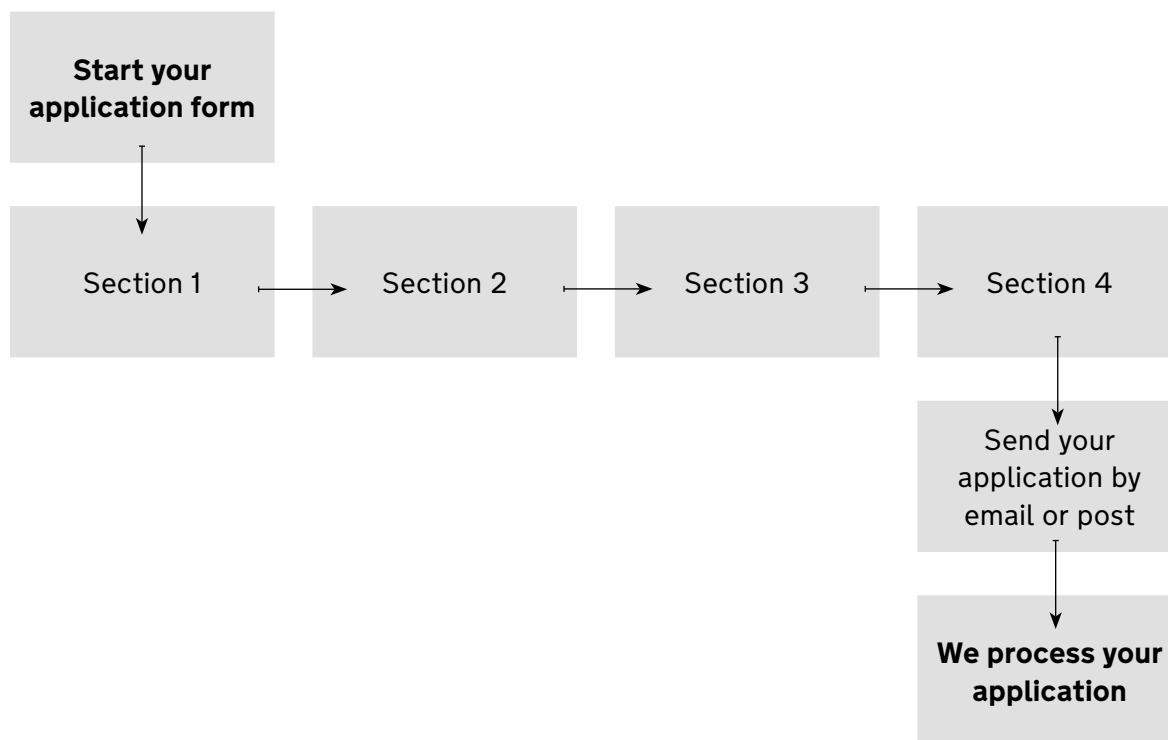 Start your
application form
Section 1
Section 2
Section 3
Section 4
Send your
application by
email or post
We process your
application